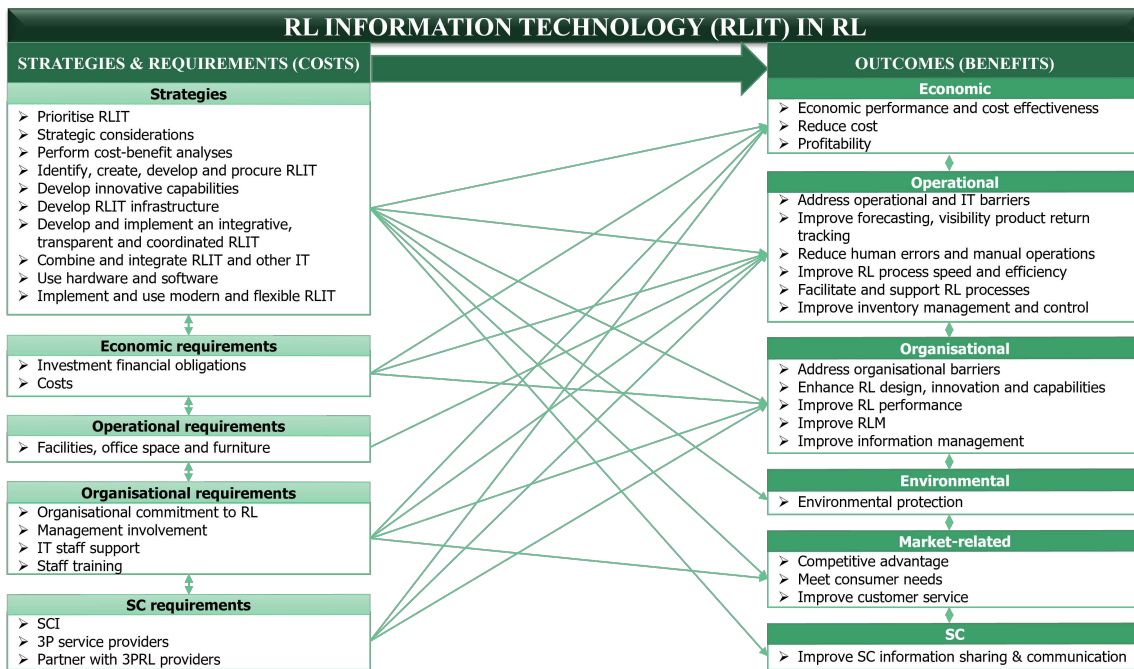 RL INFORMATION TECHNOLOGY (RLIT) IN RL
STRATEGIES & REQUIREMENTS (COSTS)
Strategies
➤ Prioritise RLIT
➤ Strategic considerations
➤ Perform cost-benefit analyses
➤ Identify, create, develop and procure RLIT
➤ Develop innovative capabilities
➤ Develop RLIT infrastructure
➤ Develop and implement an integrative,
transparent and coordinated RLIT
➤ Combine and integrate RLIT and other IT
➤ Use hardware and software
➤ Implement and use modern and flexible RLIT
Economic requirements
➤ Investment financial obligations
➤ Costs
Operational requirements
➤ Facilities, office space and furniture
Organisational requirements
➤ Organisational commitment to RL
➤ Management involvement
➤ IT staff support
➤ Staff training
SC requirements
➤ SCI
➤ 3P service providers
➤ Partner with 3PRL providers
OUTCOMES (BENEFITS)
Economic
➤ Economic performance and cost effectiveness
➤ Reduce cost
➤ Profitability
Operational
➤ Address operational and IT barriers
➤ Improve forecasting, visibility product return
tracking
➤ Reduce human errors and manual operations
➤ Improve RL process speed and efficiency
➤ Facilitate and support RL processes
➤ Improve inventory management and control
Organisational
➤ Address organisational barriers
➤ Enhance RL design, innovation and capabilities
➤ Improve RL performance
➤ Improve RLM
➤ Improve information management
Environmental
➤ Environmental protection
Market-related
➤ Competitive advantage
➤ Meet consumer needs
➤ Improve customer service
SC
➤ Improve SC information sharing & communication